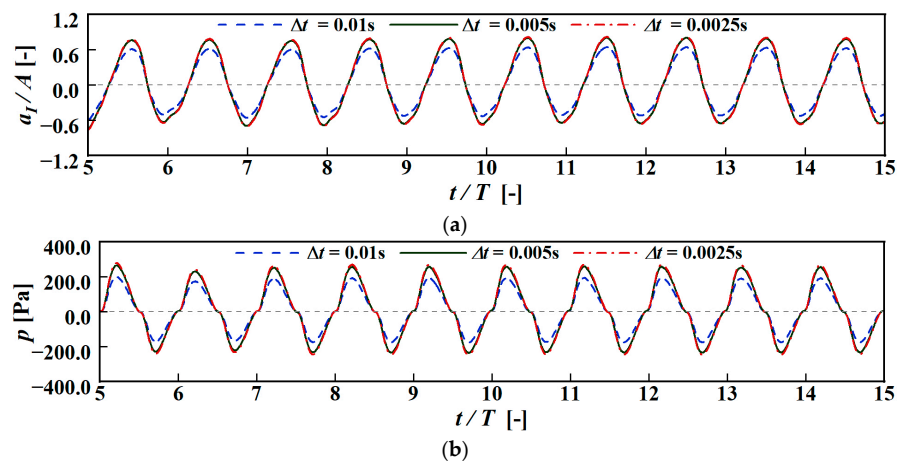 1.2
0.6
0.0
−0.6
−1.2
a_I / A [-]
Δt = 0.01s Δt = 0.005s Δt = 0.0025s
5 6 7 8 9 10 11 12 13 14 15
t / T [-]
(a)
400.0
200.0
0.0
−200.0
−400.0
p [Pa]
Δt = 0.01s Δt = 0.005s Δt = 0.0025s
5 6 7 8 9 10 11 12 13 14 15
t / T [-]
(b)